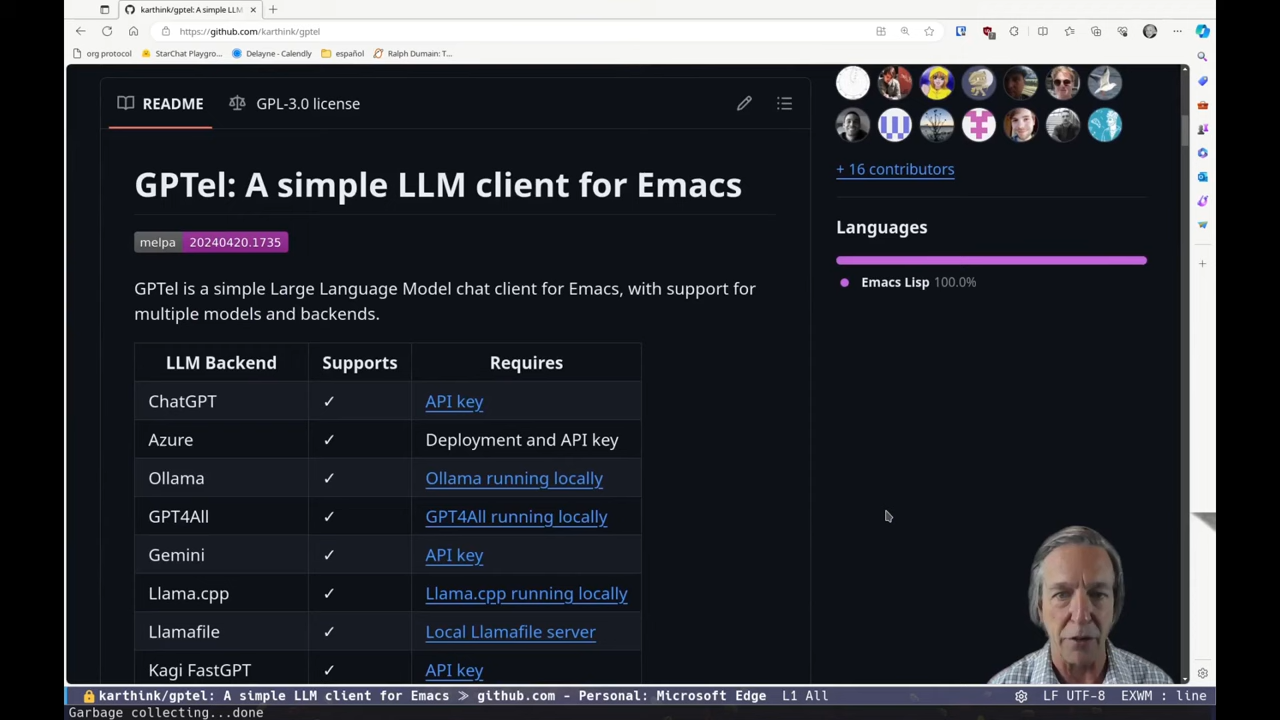 karthink/gptel: A simple LLM
https://github.com/karthink/gptel
org protocol
StarChat Playgro...
Delayne - Calendly
español
Ralph Dumain: T...
README
GPL-3.0 license
GPTel: A simple LLM client for Emacs
melpa 20240420.1735
GPTel is a simple Large Language Model chat client for Emacs, with support for
multiple models and backends.
LLM Backend Supports Requires
ChatGPT ✓ API key
Azure ✓ Deployment and API key
Ollama ✓ Ollama running locally
GPT4All ✓ GPT4All running locally
Gemini ✓ API key
Llama.cpp ✓ Llama.cpp running locally
Llamafile ✓ Local Llamafile server
Kagi FastGPT ✓ API key
+ 16 contributors
Languages
Emacs Lisp 100.0%
karthink/gptel: A simple LLM client for Emacs ≫ github.com - Personal: Microsoft Edge L1 All LF UTF-8 EXWM : line
Garbage collecting...done